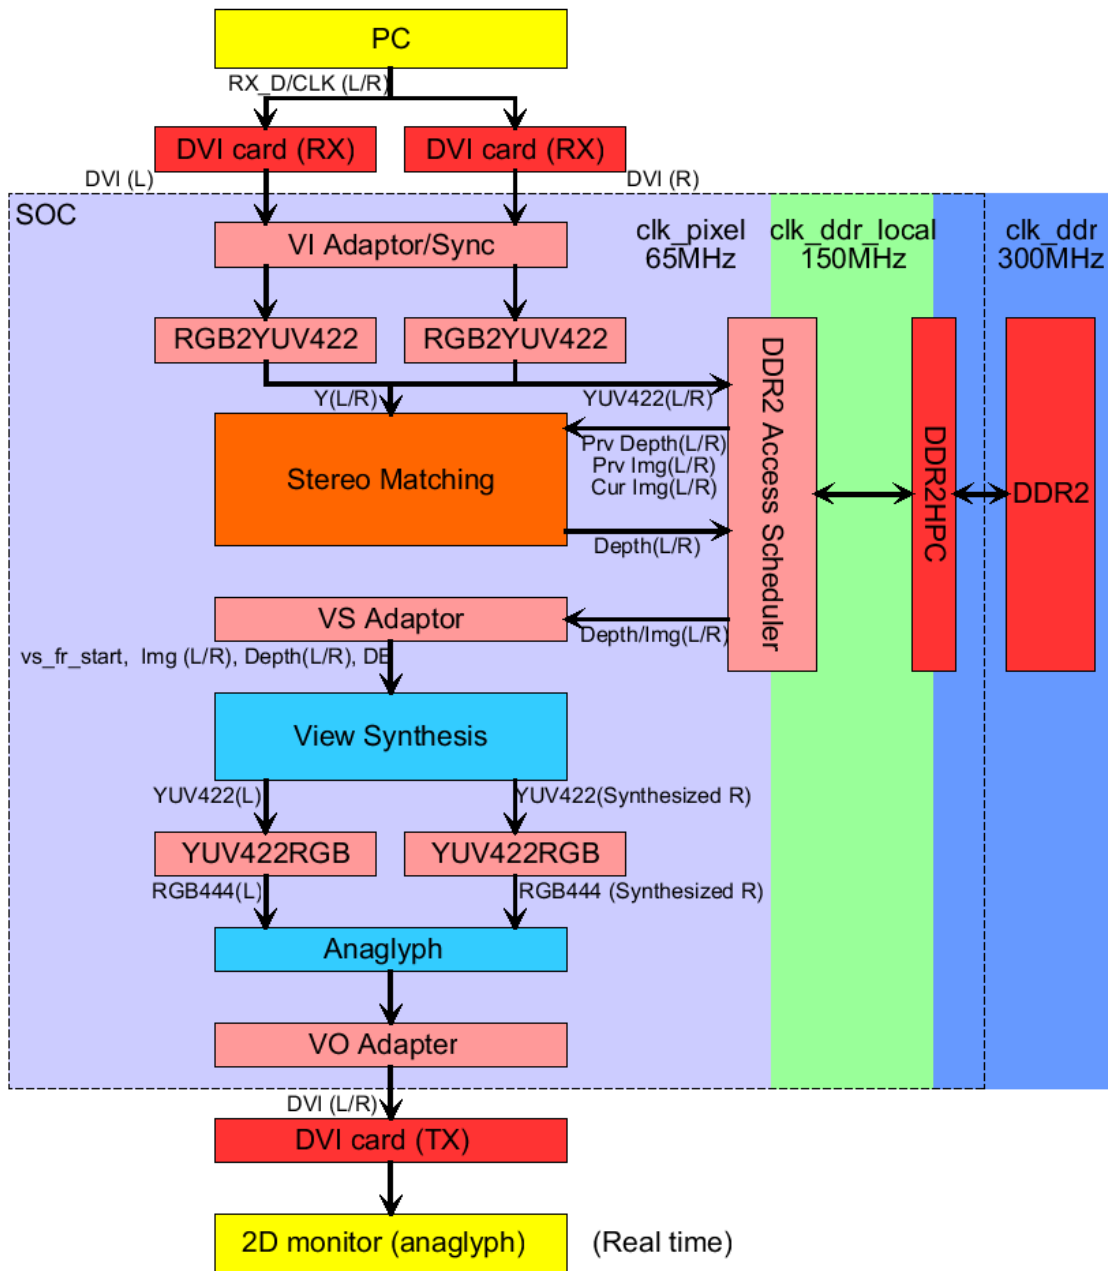 PC
RX_D/CLK (L/R)
DVI card (RX)
DVI card (RX)
DVI (L)
DVI (R)
SOC
clk_pixel
65MHz
clk_ddr_local
150MHz
clk_ddr
300MHz
VI Adaptor/Sync
RGB2YUV422
RGB2YUV422
Y(L/R)
YUV422(L/R)
Stereo Matching
Prv Depth(L/R)
Prv Img(L/R)
Cur Img(L/R)
Depth(L/R)
DDR2 Access Scheduler
DDR2HPC
DDR2
VS Adaptor
Depth/Img(L/R)
vs_fr_start, Img (L/R), Depth(L/R), DE
View Synthesis
YUV422(L)
YUV422(Synthesized R)
YUV422RGB
YUV422RGB
RGB444(L)
RGB444 (Synthesized R)
Anaglyph
VO Adapter
DVI (L/R)
DVI card (TX)
2D monitor (anaglyph)
(Real time)